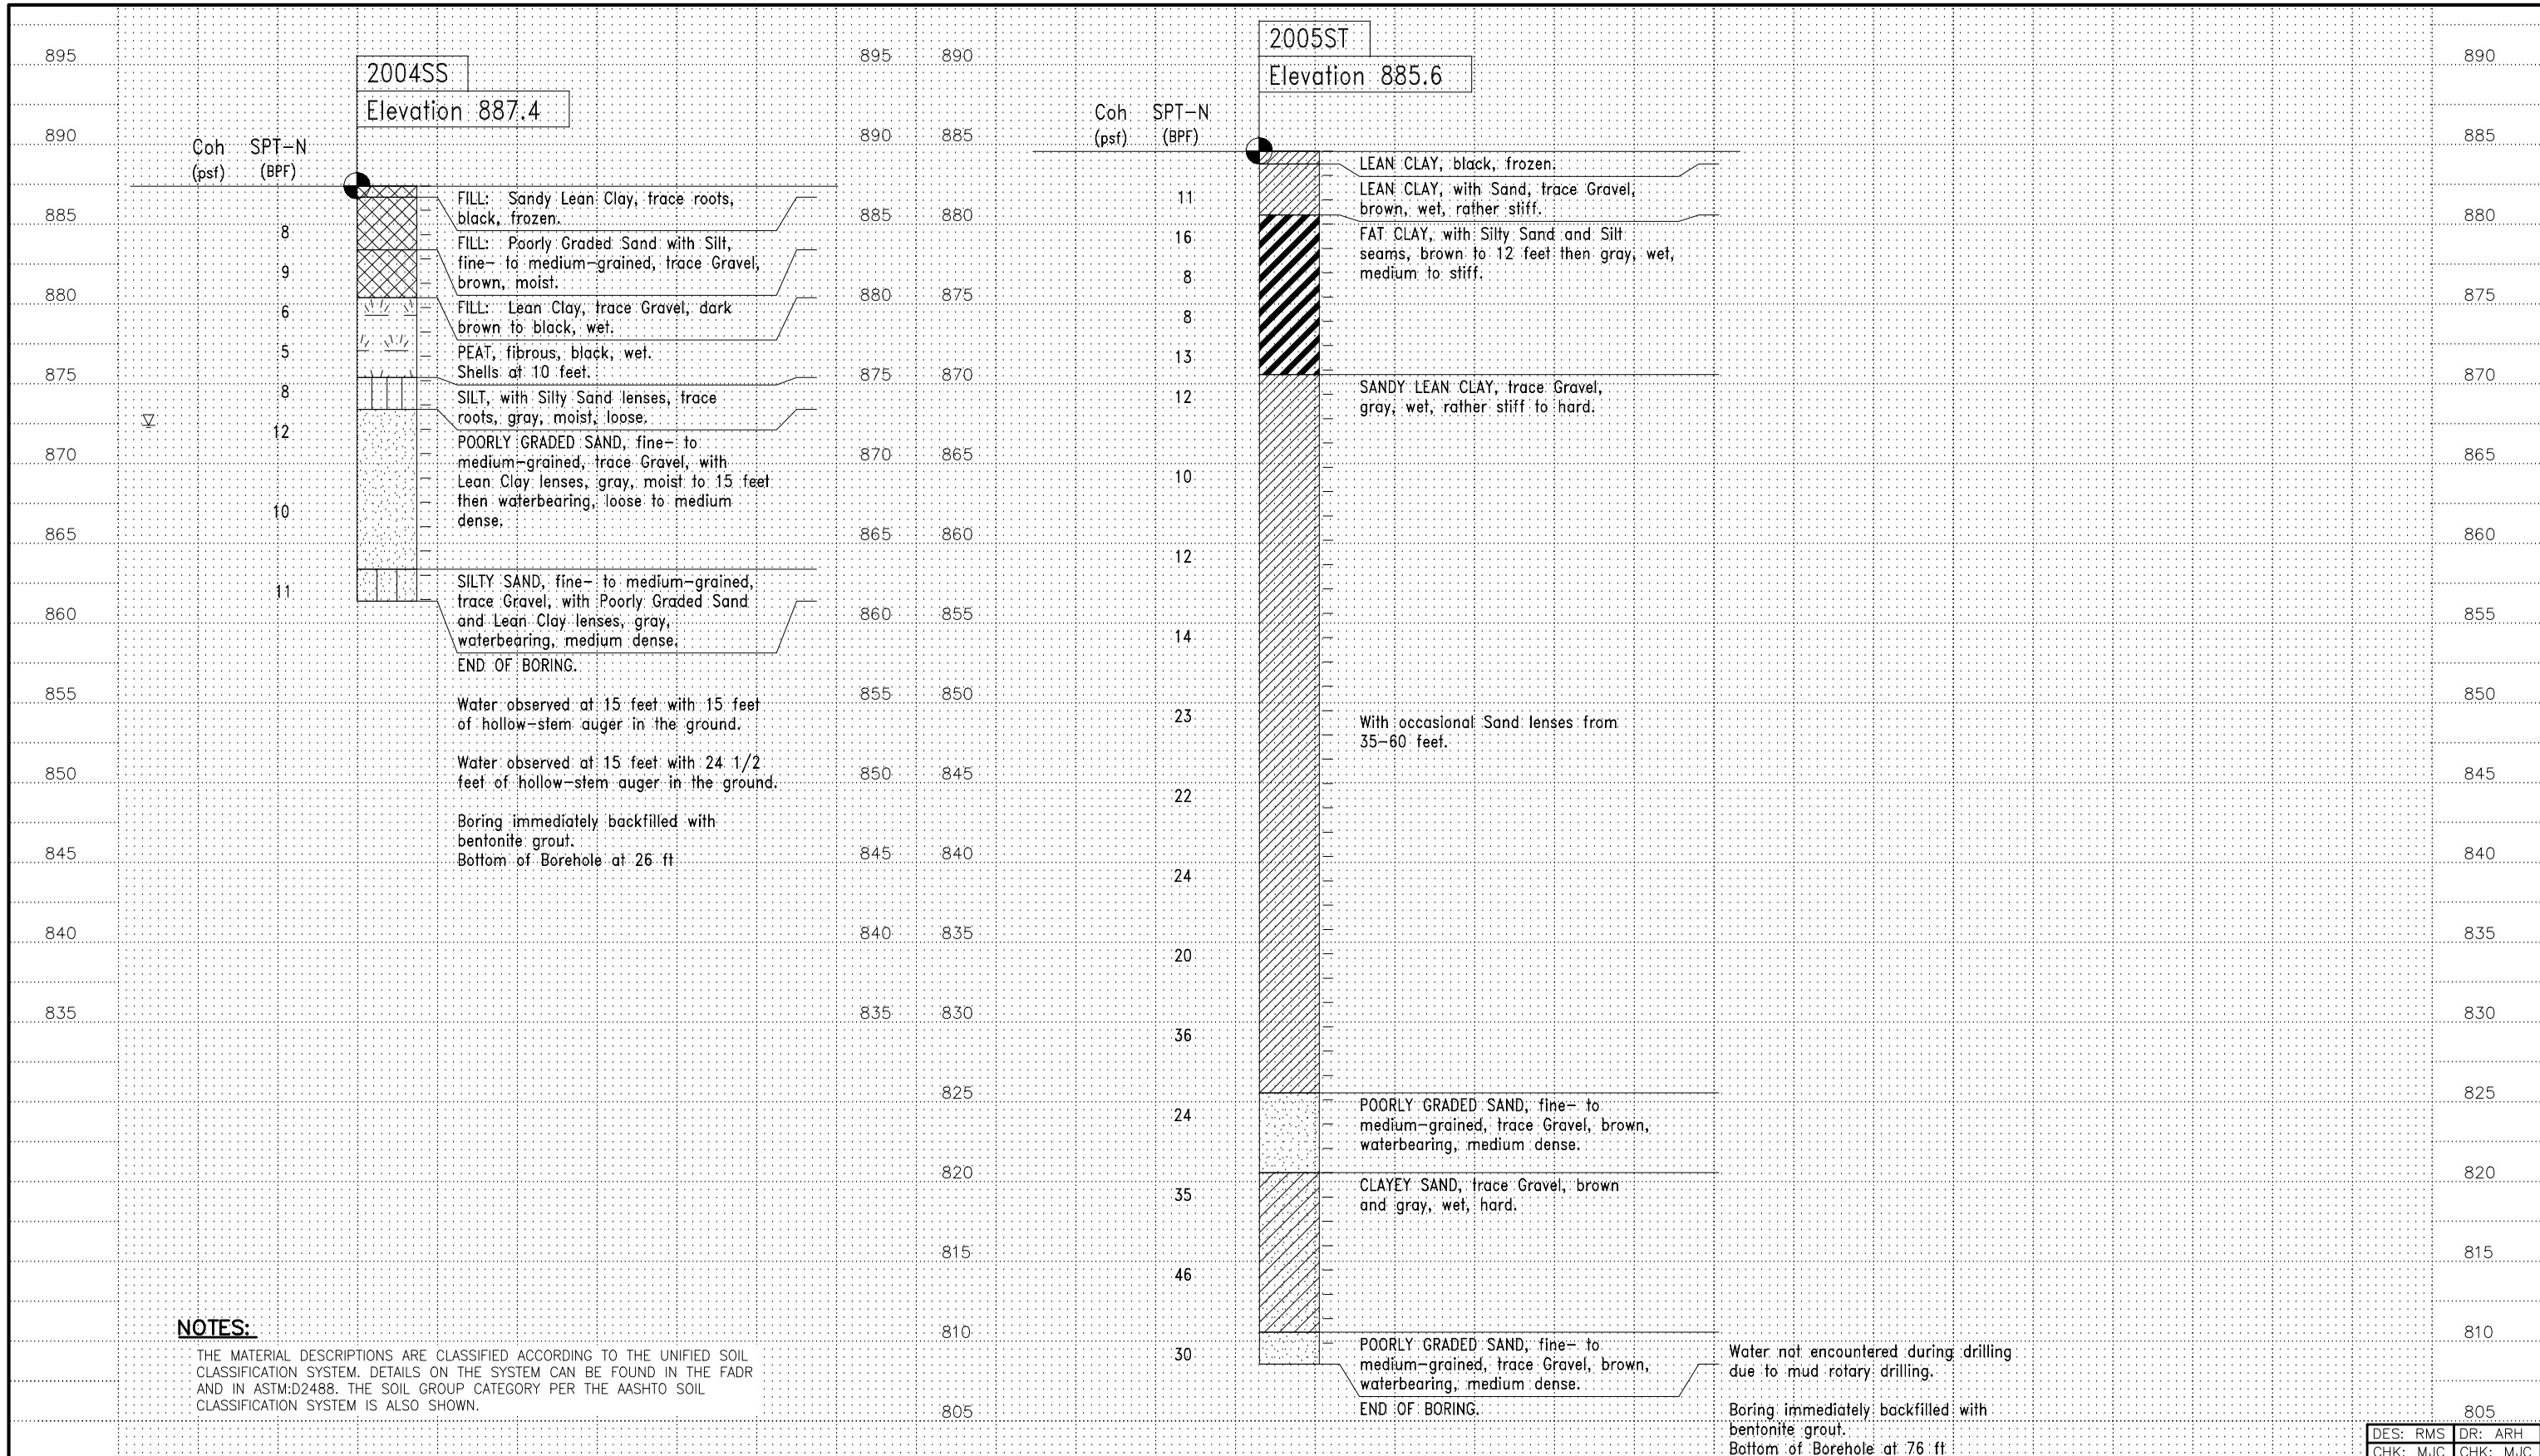 2004SS
Elevation 887.4
Coh SPT-N
(psf) (BPF)
895
890
885
880
875
870
865
860
855
850
845
840
835
8
9
6
5
8
12
10
11
FILL: Sandy Lean Clay, trace roots,
black, frozen.
FILL: Poorly Graded Sand with Silt,
fine- to medium-grained, trace Gravel,
brown, moist.
FILL: Lean Clay, trace Gravel, dark
brown to black, wet.
PEAT, fibrous, black, wet.
Shells at 10 feet.
SILT, with Silty Sand lenses, trace
roots, gray, moist, loose.
POORLY GRADED SAND, fine- to
medium-grained, trace Gravel, with
Lean Clay lenses, gray, moist to 15 feet
then waterbearing, loose to medium
dense.
SILTY SAND, fine- to medium-grained,
trace Gravel, with Poorly Graded Sand
and Lean Clay lenses, gray,
waterbearing, medium dense.
END OF BORING.
Water observed at 15 feet with 15 feet
of hollow-stem auger in the ground.
Water observed at 15 feet with 24 1/2
feet of hollow-stem auger in the ground.
Boring immediately backfilled with
bentonite grout.
Bottom of Borehole at 26 ft
895
890
885
880
875
870
865
860
855
850
845
840
835
NOTES:
THE MATERIAL DESCRIPTIONS ARE CLASSIFIED ACCORDING TO THE UNIFIED SOIL
CLASSIFICATION SYSTEM. DETAILS ON THE SYSTEM CAN BE FOUND IN THE FADR
AND IN ASTM:D2488. THE SOIL GROUP CATEGORY PER THE AASHTO SOIL
CLASSIFICATION SYSTEM IS ALSO SHOWN.
2005ST
Elevation 885.6
Coh SPT-N
(psf) (BPF)
890
885
880
875
870
865
860
855
850
845
840
835
830
825
820
815
810
805
11
16
8
8
13
12
10
12
14
23
22
24
20
36
24
35
46
30
LEAN CLAY, black, frozen.
LEAN CLAY, with Sand, trace Gravel,
brown, wet, rather stiff.
FAT CLAY, with Silty Sand and Silt
seams, brown to 12 feet then gray, wet,
medium to stiff.
SANDY LEAN CLAY, trace Gravel,
gray, wet, rather stiff to hard.
With occasional Sand lenses from
35-60 feet.
POORLY GRADED SAND, fine- to
medium-grained, trace Gravel, brown,
waterbearing, medium dense.
CLAYEY SAND, trace Gravel, brown
and gray, wet, hard.
POORLY GRADED SAND, fine- to
medium-grained, trace Gravel, brown,
waterbearing, medium dense.
END OF BORING.
Water not encountered during drilling
due to mud rotary drilling.
Boring immediately backfilled with
bentonite grout.
Bottom of Borehole at 76 ft
890
885
880
875
870
865
860
855
850
845
840
835
830
825
820
815
810
805
DES: RMS DR: ARH
CHK: MJC CHK: MJC